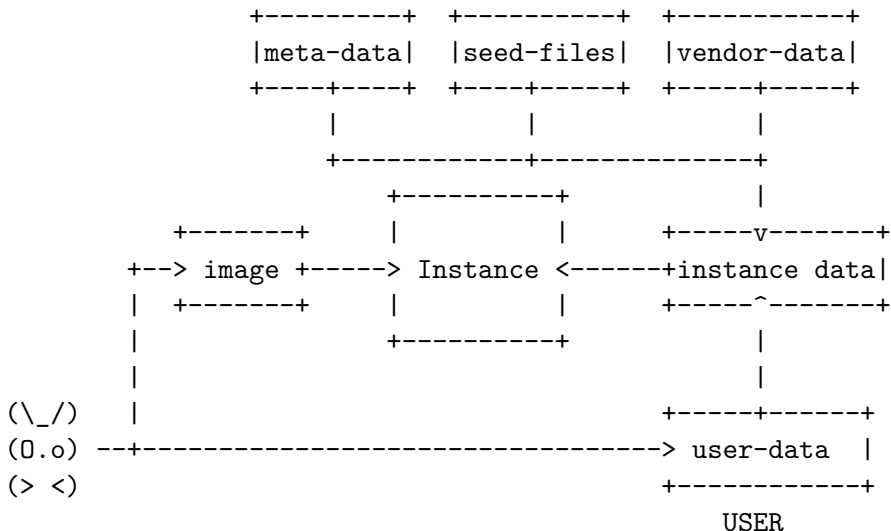 meta-data seed-files vendor-data
image Instance instance data
(\_/)
(O.o) user-data
(> <)
USER